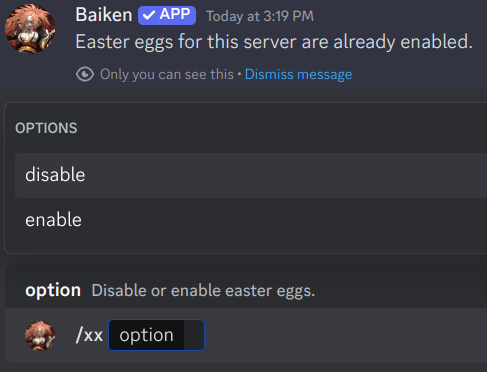 Baiken ✓ APP Today at 3:19 PM
Easter eggs for this server are already enabled.
Only you can see this • Dismiss message
OPTIONS
disable
enable
option Disable or enable easter eggs.
/xx option